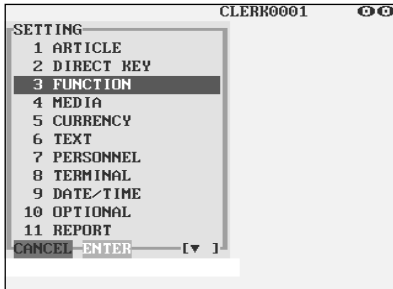 CLERK0001
SETTING
1 ARTICLE
2 DIRECT KEY
3 FUNCTION
4 MEDIA
5 CURRENCY
6 TEXT
7 PERSONNEL
8 TERMINAL
9 DATE/TIME
10 OPTIONAL
11 REPORT
CANCEL ENTER [▼ ]